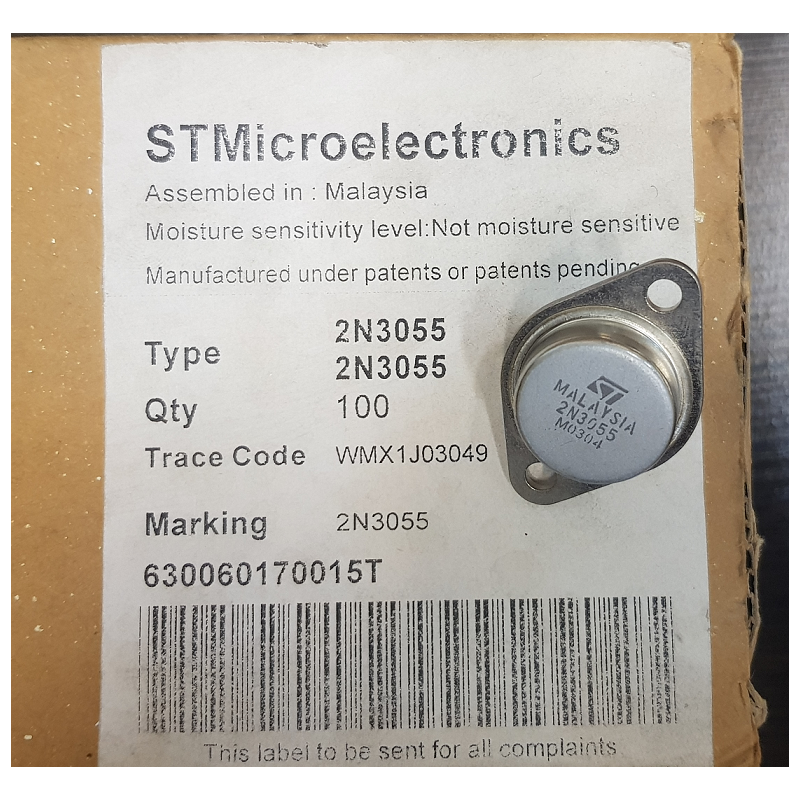 STMicroelectronics
Assembled in : Malaysia
Moisture sensitivity level:Not moisture sensitive
Manufactured under patents or patents pending
Type 2N3055
2N3055
Qty 100
Trace Code WMX1J03049
Marking 2N3055
630060170015T
This label to be sent for all complaints
ST
MALAYSIA
2N3055
M0304